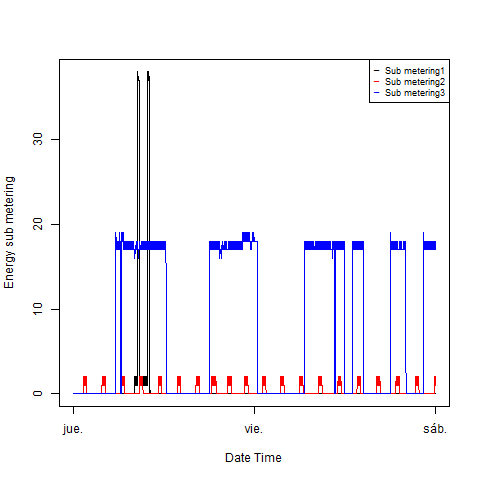 Sub metering1
Sub metering2
Sub metering3
Energy sub metering
30
20
10
0
jue.
vie.
sáb.
Date Time